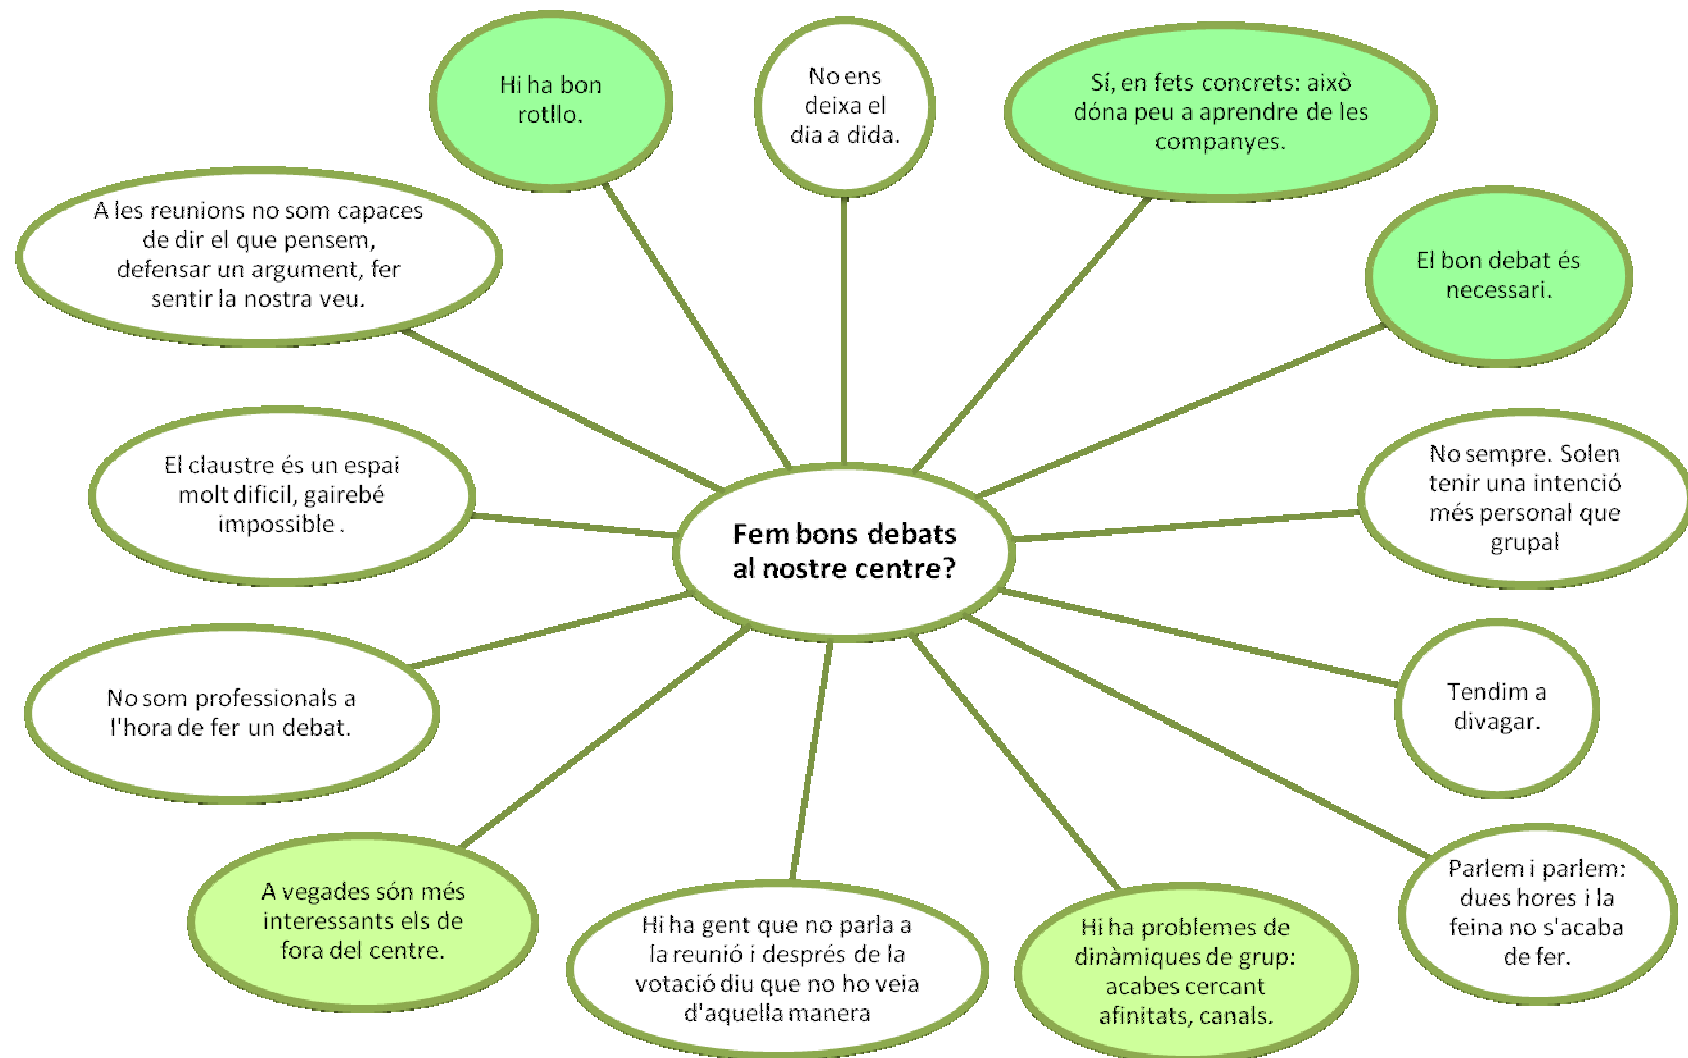 Hi ha bon
rotllo.
No ens
deixa el
dia a dida.
Sí, en fets concrets: això
dóna peu a aprendre de les
companyes.
A les reunions no som capaces
de dir el que pensem,
defensar un argument, fer
sentir la nostra veu.
El bon debat és
necessari.
El claustre és un espai
molt dificil, gairebé
impossible .
No sempre. Solen
tenir una intenció
més personal que
grupal
Fem bons debats
al nostre centre?
No som professionals a
l'hora de fer un debat.
Tendim a
divagar.
A vegades són més
interessants els de
fora del centre.
Hi ha gent que no parla a
la reunió i després de la
votació diu que no ho veia
d'aquella manera
Hi ha problemes de
dinàmiques de grup:
acabes cercant
afinitats, canals.
Parlem i parlem:
dues hores i la
feina no s'acaba
de fer.